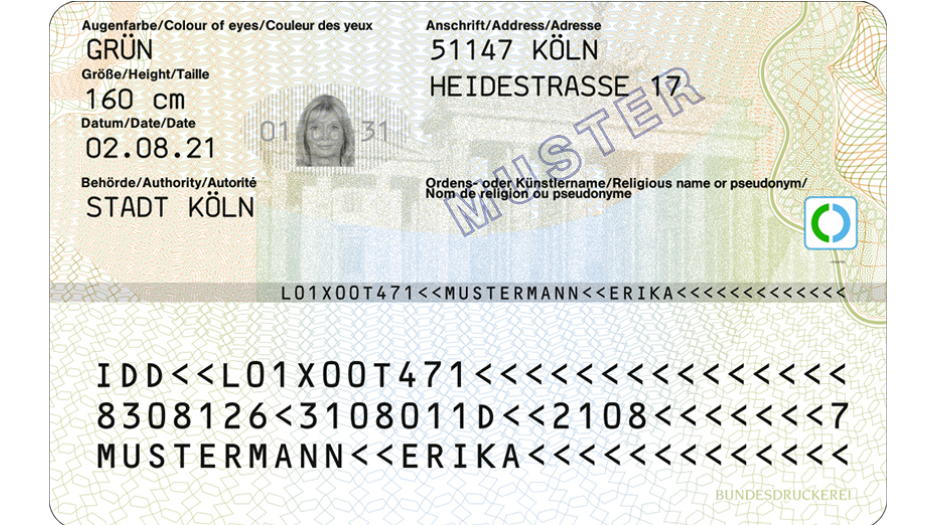 Augenfarbe/Colour of eyes/Couleur des yeux
GRÜN
Größe/Height/Taille
160 cm
Datum/Date/Date
02.08.21
Behörde/Authority/Autorité
STADT KÖLN
Anschrift/Address/Adresse
51147 KÖLN
HEIDESTRASSE 17
01
31
MUSTER
Ordens- oder Künstlername/Religious name or pseudonym/
Nom de religion ou pseudonyme
L01X00T471<<MUSTERMANN<<ERIKA<<<<<<<<<<<<<
IDD<<L01X00T471<<<<<<<<<<<<<<<
8308126<3108011D<<2108<<<<<<<7
MUSTERMANN<<ERIKA<<<<<<<<<<<<<
BUNDESDRUCKEREI